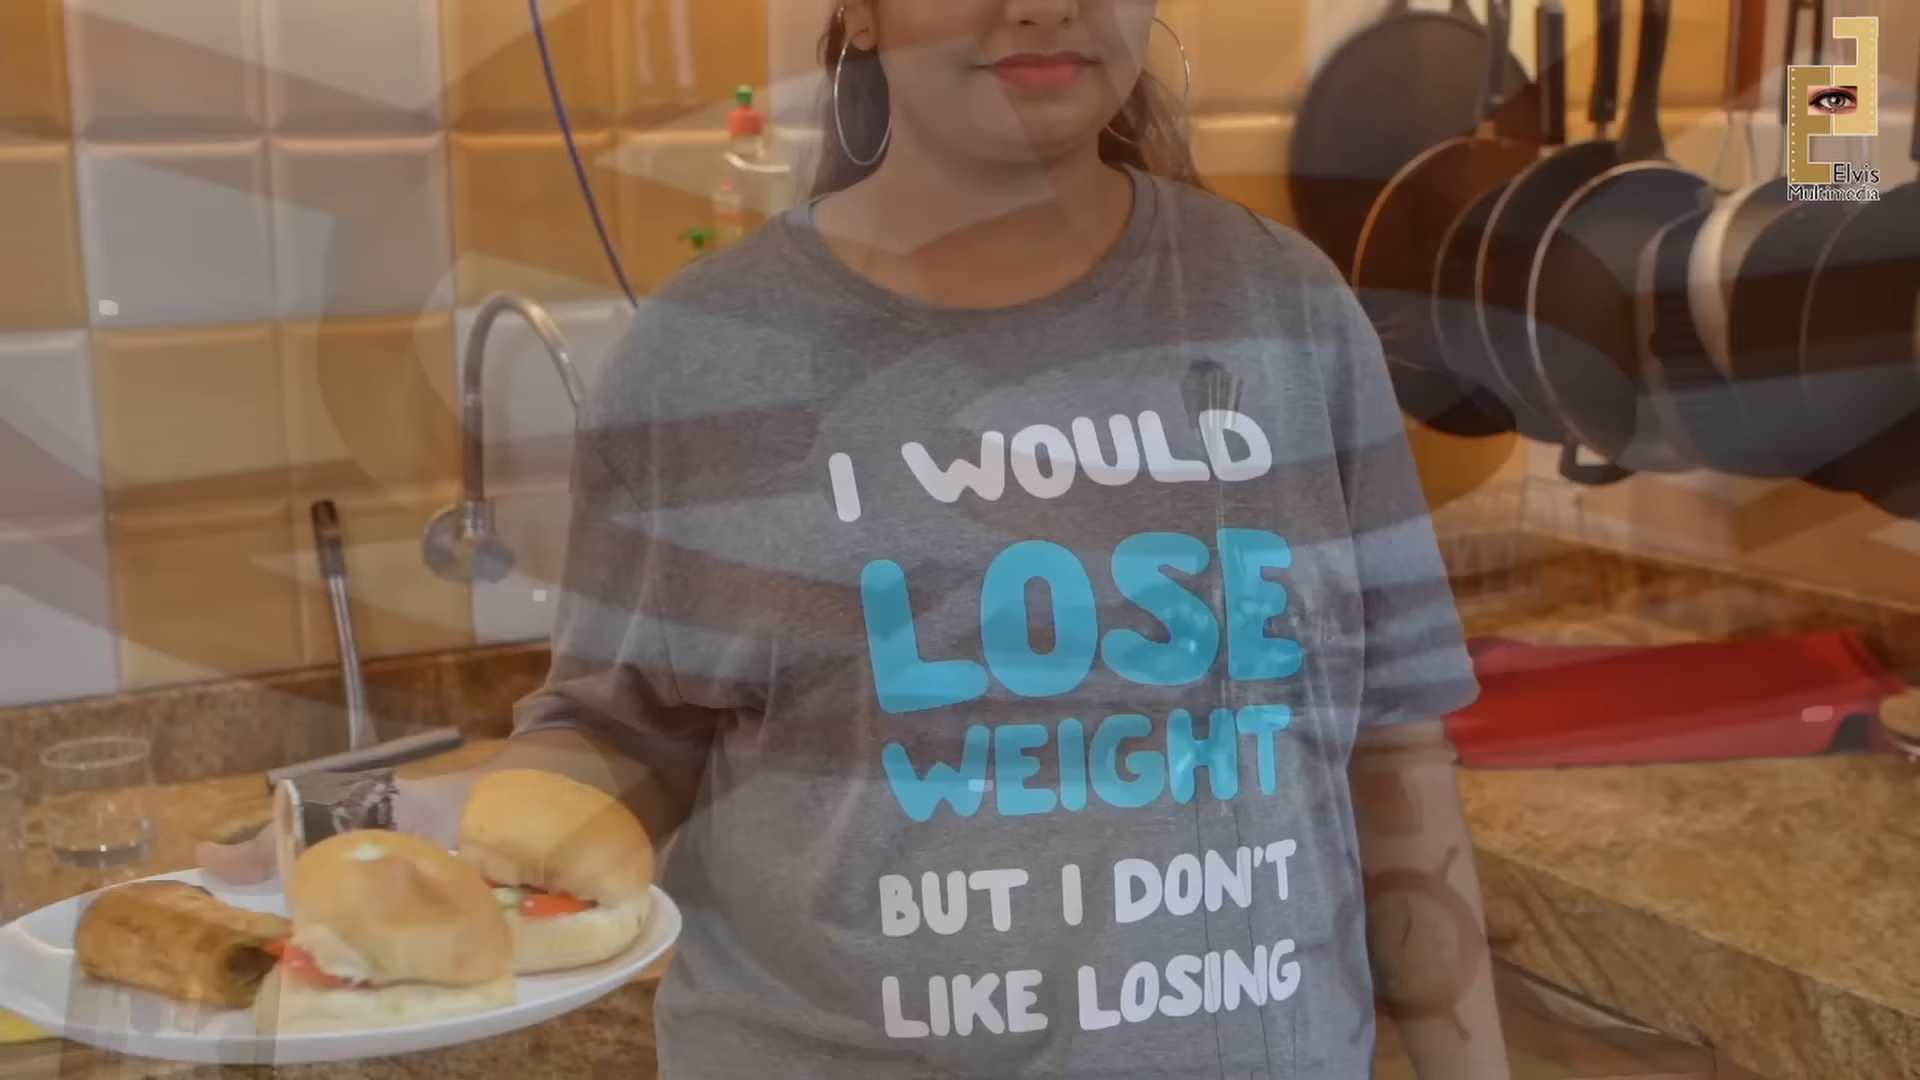 Elvis
Multimedia
I WOULD
LOSE
WEIGHT
BUT I DON'T
LIKE LOSING